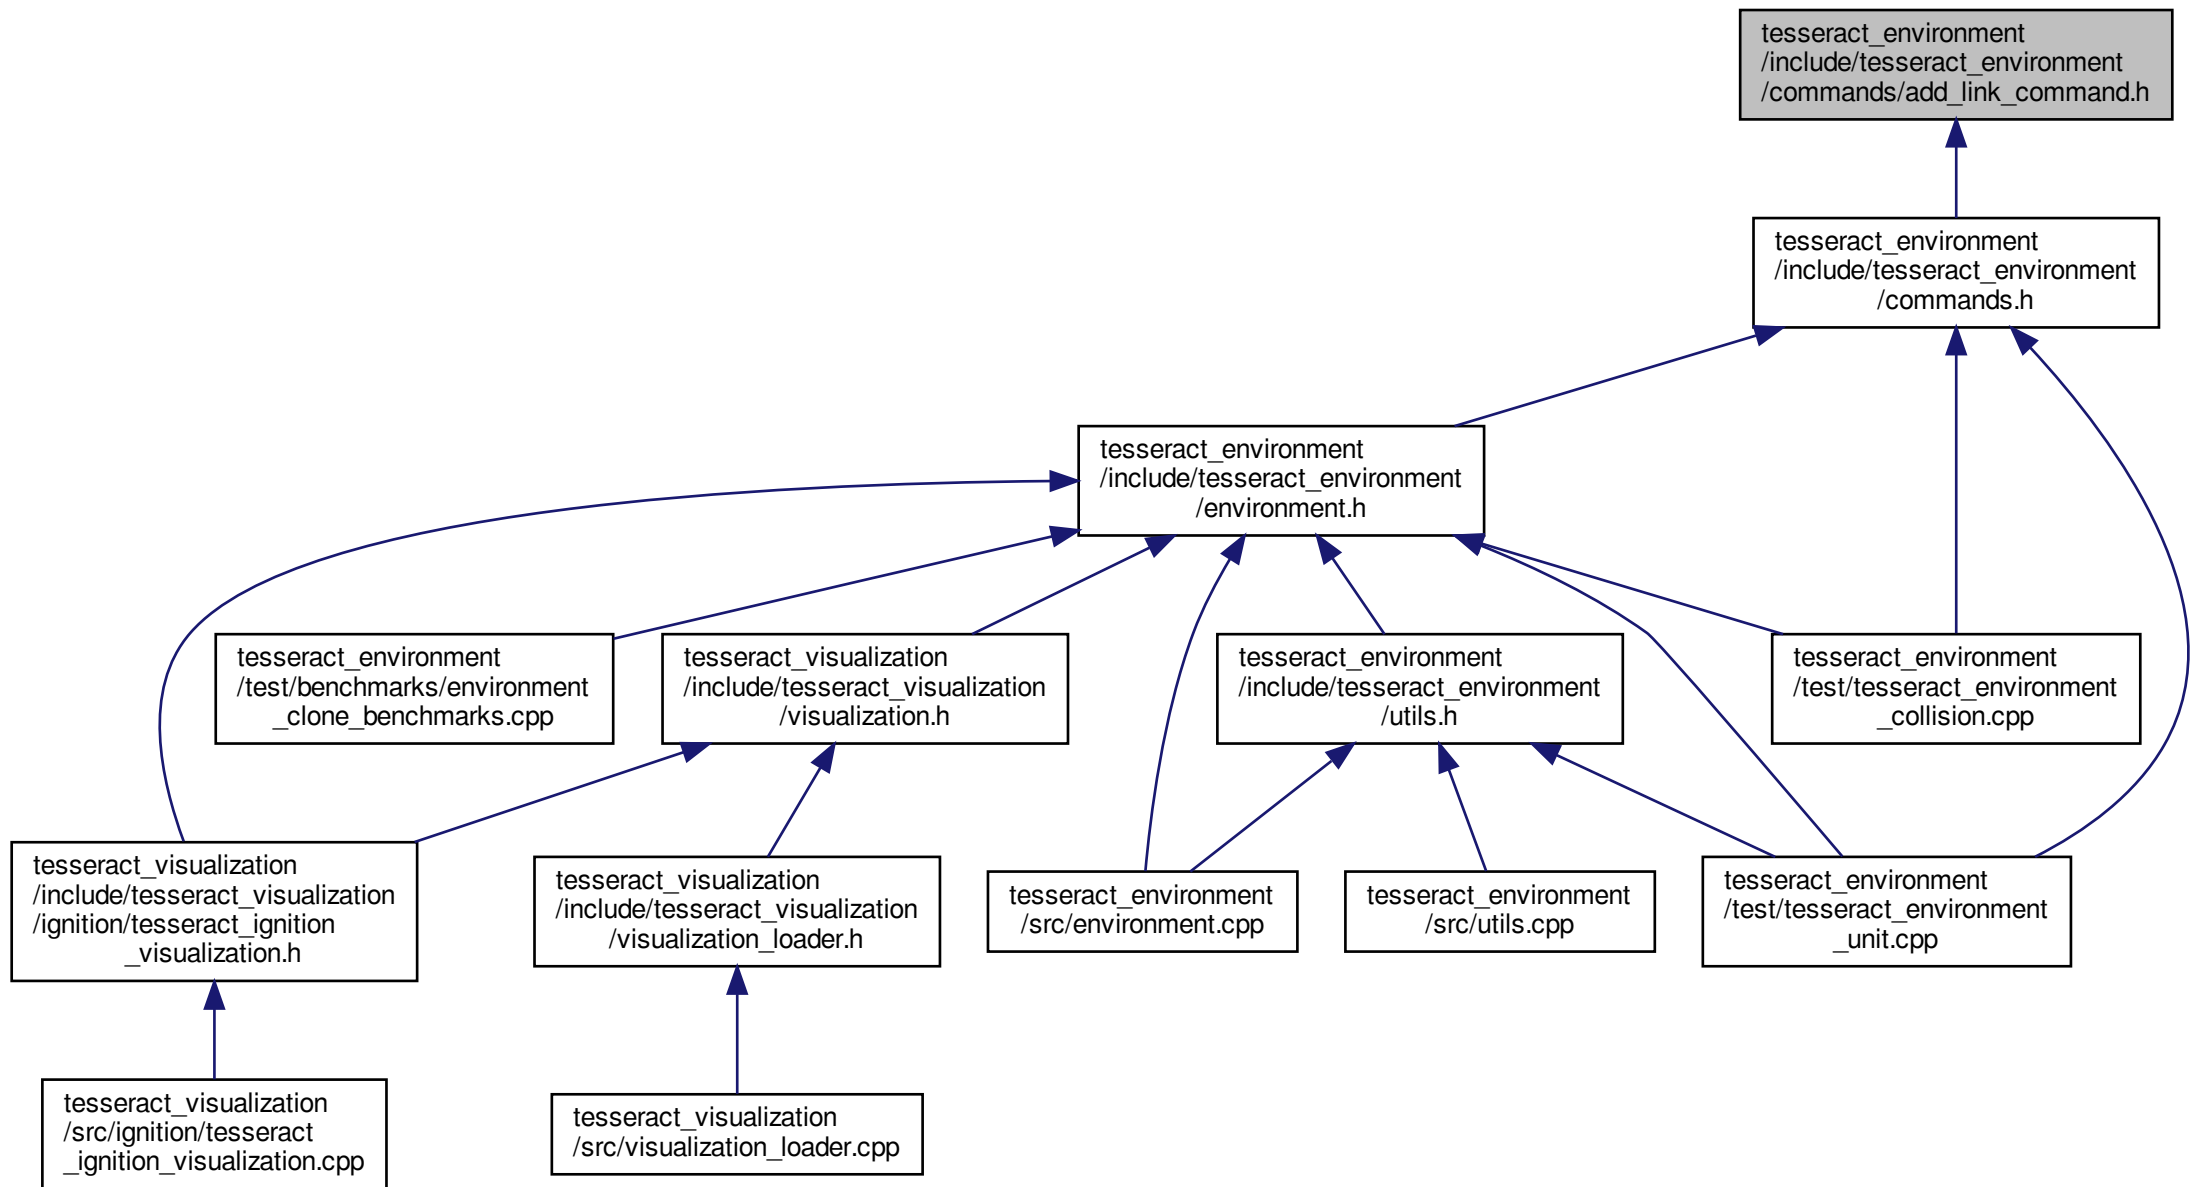 tesseract_environment
/include/tesseract_environment
/commands/add_link_command.h
tesseract_environment
/include/tesseract_environment
/commands.h
tesseract_environment
/include/tesseract_environment
/environment.h
tesseract_environment
/test/benchmarks/environment
_clone_benchmarks.cpp
tesseract_visualization
/include/tesseract_visualization
/visualization.h
tesseract_environment
/include/tesseract_environment
/utils.h
tesseract_environment
/test/tesseract_environment
_collision.cpp
tesseract_visualization
/include/tesseract_visualization
/ignition/tesseract_ignition
_visualization.h
tesseract_visualization
/include/tesseract_visualization
/visualization_loader.h
tesseract_environment
/src/environment.cpp
tesseract_environment
/src/utils.cpp
tesseract_environment
/test/tesseract_environment
_unit.cpp
tesseract_visualization
/src/ignition/tesseract
_ignition_visualization.cpp
tesseract_visualization
/src/visualization_loader.cpp